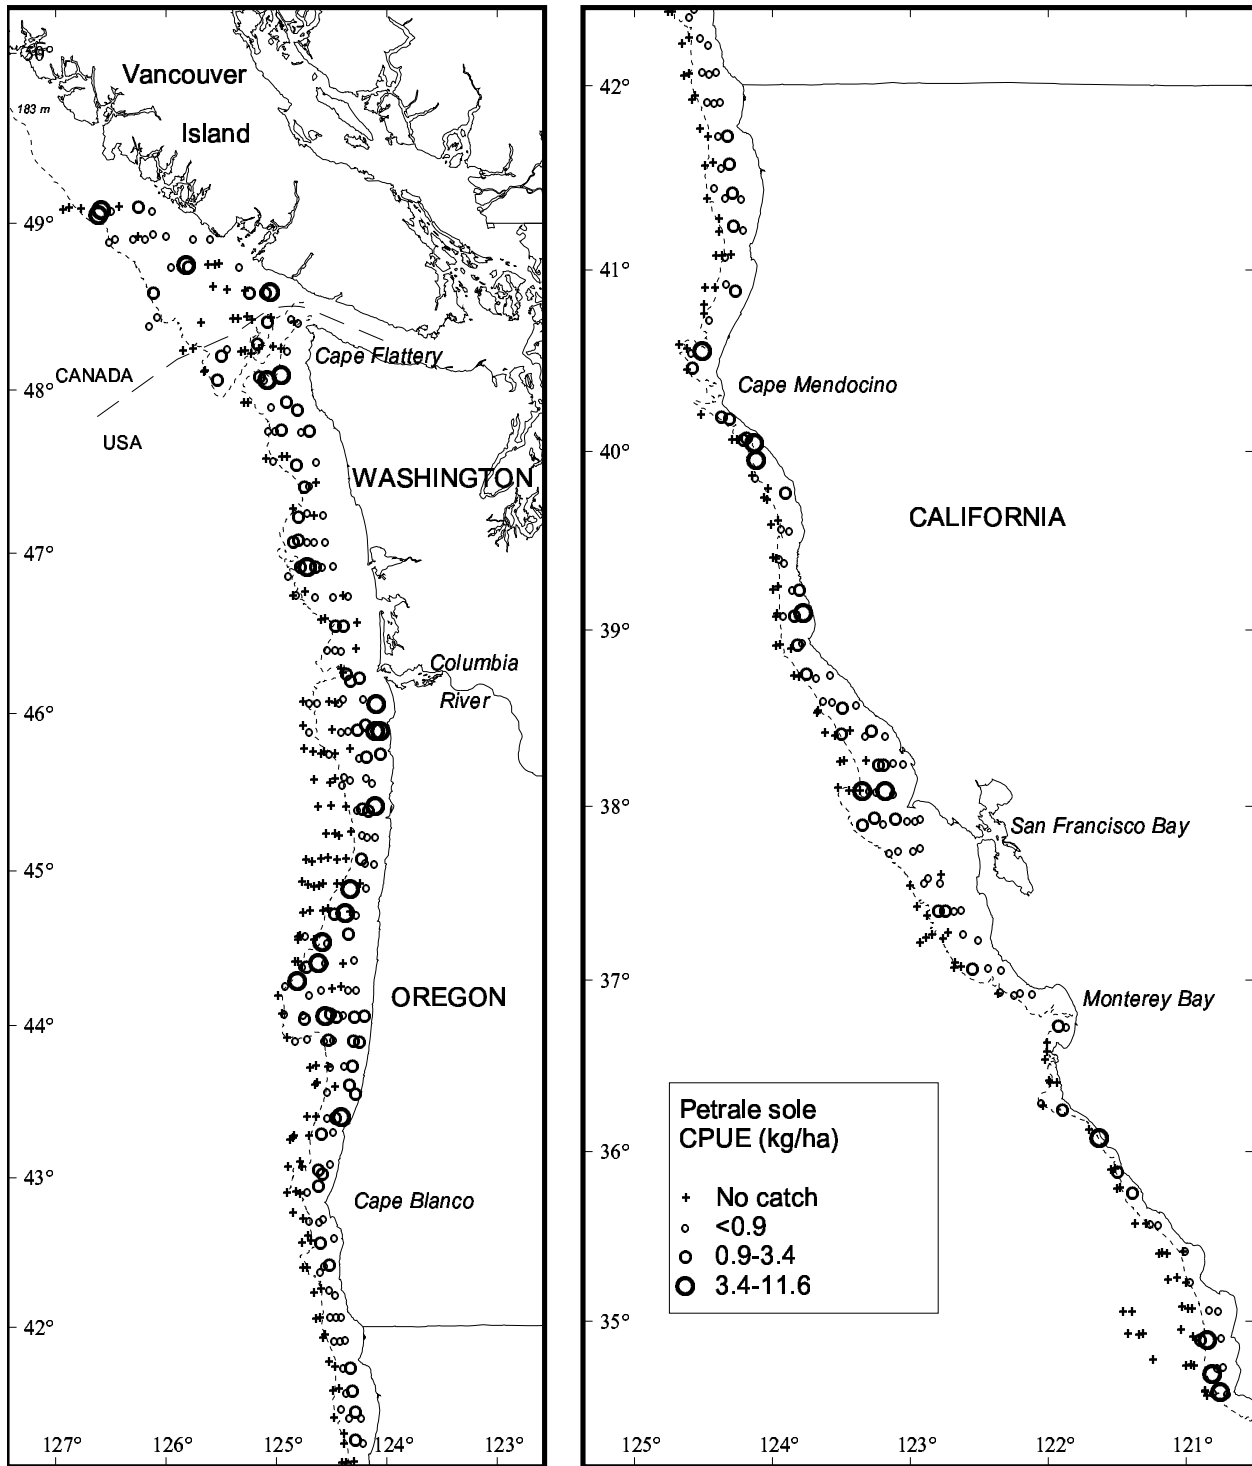 50
Vancouver
Island
183 m
49°
48°
47°
46°
45°
44°
43°
42°
CANADA
USA
Cape Flattery
WASHINGTON
Columbia
River
OREGON
Cape Blanco
127°
126°
125°
124°
123°
42°
41°
40°
39°
38°
37°
36°
35°
Cape Mendocino
CALIFORNIA
San Francisco Bay
Monterey Bay
Petrale sole
CPUE (kg/ha)
No catch
<0.9
0.9-3.4
3.4-11.6
125°
124°
123°
122°
121°